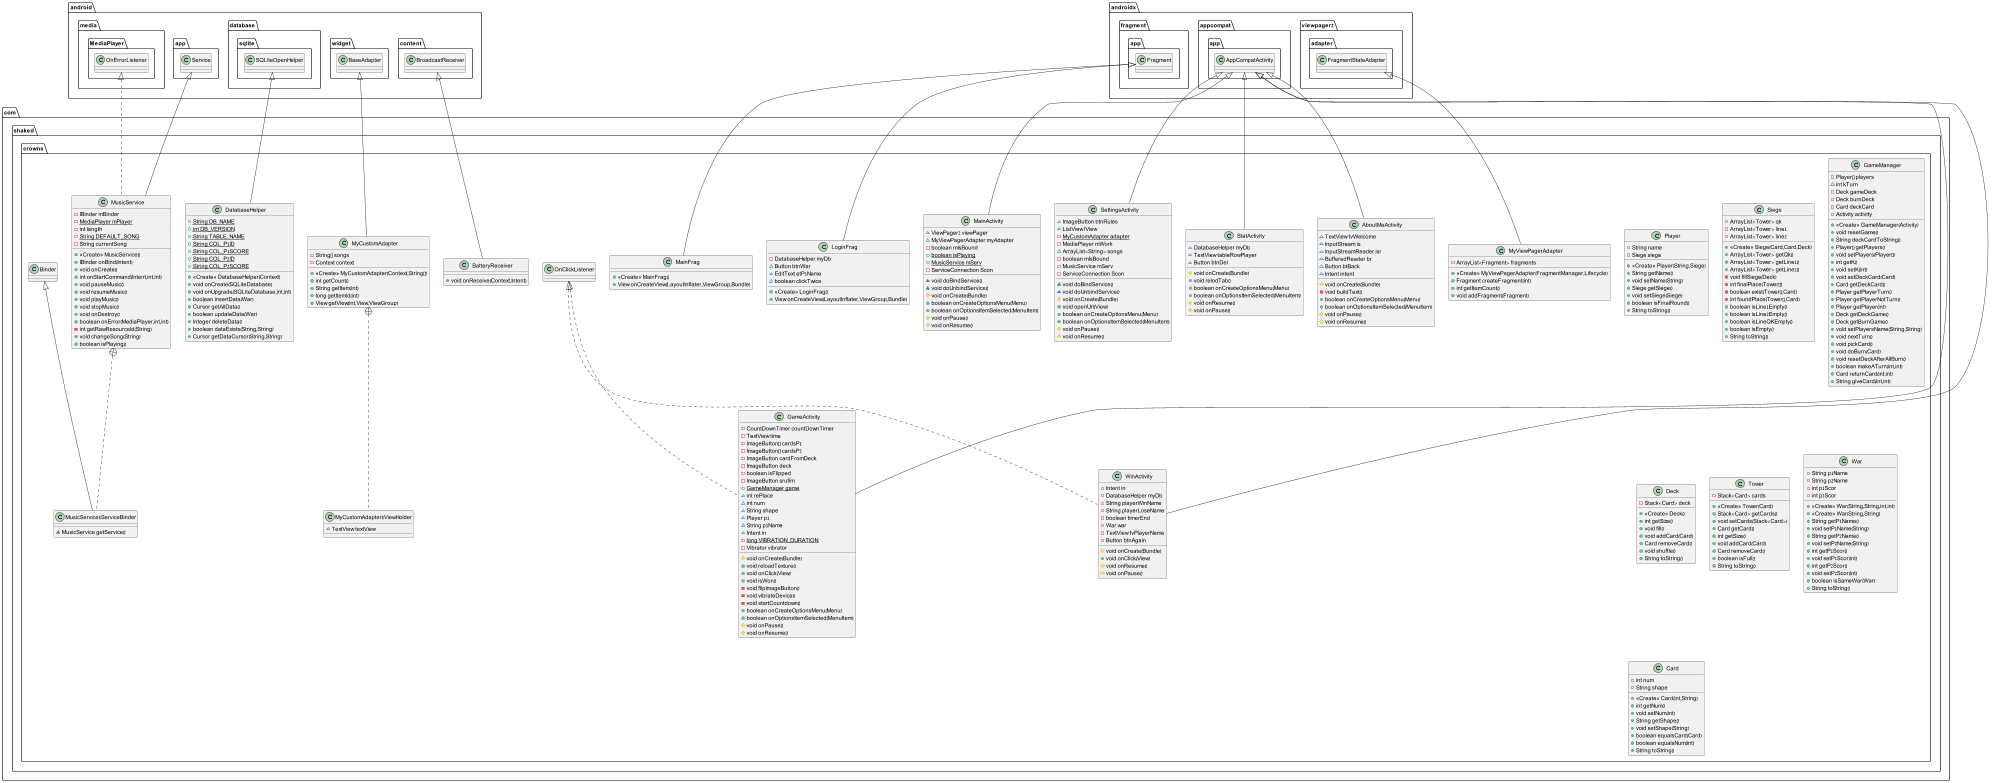 android
media
MediaPlayer
OnErrorListener
app
Service
database
sqlite
SQLiteOpenHelper
widget
BaseAdapter
content
BroadcastReceiver
androidx
fragment
app
Fragment
appcompat
app
AppCompatActivity
viewpager2
adapter
FragmentStateAdapter
com
shaked
crowns
MusicService
IBinder mBinder
MediaPlayer mPlayer
int length
String DEFAULT_SONG
String currentSong
«Create» MusicService()
IBinder onBind(Intent)
void onCreate()
int onStartCommand(Intent,int,int)
void pauseMusic()
void resumeMusic()
void playMusic()
void stopMusic()
void onDestroy()
boolean onError(MediaPlayer,int,int)
int getRawResourceId(String)
void changeSong(String)
boolean isPlaying()
DatabaseHelper
String DB_NAME
int DB_VERSION
String TABLE_NAME
String COL_P1ID
String COL_P1SCORE
String COL_P2ID
String COL_P2SCORE
«Create» DatabaseHelper(Context)
void onCreate(SQLiteDatabase)
void onUpgrade(SQLiteDatabase,int,int)
boolean insertData(War)
Cursor getAllData()
boolean updateData(War)
Integer deleteData()
boolean dataExists(String,String)
Cursor getDataCursor(String,String)
MyCustomAdapter
String[] songs
Context context
«Create» MyCustomAdapter(Context,String[])
int getCount()
String getItem(int)
long getItemId(int)
View getView(int,View,ViewGroup)
BatteryReceiver
void onReceive(Context,Intent)
Binder
OnClickListener
MainFrag
«Create» MainFrag()
View onCreateView(LayoutInflater,ViewGroup,Bundle)
LoginFrag
DatabaseHelper myDb
Button btnWar
EditText etP1Name
boolean clickTwice
«Create» LoginFrag()
View onCreateView(LayoutInflater,ViewGroup,Bundle)
MainActivity
ViewPager2 viewPager
MyViewPagerAdapter myAdapter
boolean mIsBound
boolean isPlaying
MusicService mServ
ServiceConnection Scon
void doBindService()
void doUnbindService()
void onCreate(Bundle)
boolean onCreateOptionsMenu(Menu)
boolean onOptionsItemSelected(MenuItem)
void onPause()
void onResume()
SettingsActivity
ImageButton btnRules
ListView lView
MyCustomAdapter adapter
MediaPlayer mWork
ArrayList<String> songs
boolean mIsBound
MusicService mServ
ServiceConnection Scon
void doBindService()
void doUnbindService()
void onCreate(Bundle)
void openUrl(View)
boolean onCreateOptionsMenu(Menu)
boolean onOptionsItemSelected(MenuItem)
void onPause()
void onResume()
StatActivity
DatabaseHelper myDb
TextView tableRowPlayer
Button btnDel
void onCreate(Bundle)
void relodTab()
boolean onCreateOptionsMenu(Menu)
boolean onOptionsItemSelected(MenuItem)
void onResume()
void onPause()
AboutMeActivity
TextView tvWelcome
InputStream is
InputStreamReader isr
BufferedReader br
Button btBack
Intent intent
void onCreate(Bundle)
void buildText()
boolean onCreateOptionsMenu(Menu)
boolean onOptionsItemSelected(MenuItem)
void onPause()
void onResume()
MyViewPagerAdapter
ArrayList<Fragment> fragments
«Create» MyViewPagerAdapter(FragmentManager,Lifecycle)
Fragment createFragment(int)
int getItemCount()
void addFragment(Fragment)
Player
String name
Siege siege
«Create» Player(String,Siege)
String getName()
void setName(String)
Siege getSiege()
void setSiege(Siege)
boolean isFinalRound()
String toString()
Siege
ArrayList<Tower> qk
ArrayList<Tower> line1
ArrayList<Tower> line2
«Create» Siege(Card,Card,Deck)
ArrayList<Tower> getQk()
ArrayList<Tower> getLine1()
ArrayList<Tower> getLine2()
void fillSiege(Deck)
int finalPlace(Tower[])
boolean exist(Tower[],Card)
int foundPlace(Tower[],Card)
boolean isLine1Empty()
boolean isLine2Empty()
boolean isLineQKEmpty()
boolean isEmpty()
String toString()
GameManager
Player[] players
int kTurn
Deck gameDeck
Deck burnDeck
Card deckCard
Activity activity
«Create» GameManager(Activity)
void resetGame()
String deckCardToString()
Player[] getPlayers()
void setPlayers(Player[])
int getK()
void setK(int)
void setDeckCard(Card)
Card getDeckCard()
Player getPlayerTurn()
Player getPlayerNotTurn()
Player getPlayer(int)
Deck getDeckGame()
Deck getBurnGame()
void setPlayersName(String,String)
void nextTurn()
void pickCard()
void doBurnCard()
void resetDeckAfterAllBurn()
boolean makeATurn(int,int)
Card returnCard(int,int)
String giveCard(int,int)
MusicService$ServiceBinder
MusicService getService()
MyCustomAdapter$ViewHolder
TextView textView
GameActivity
CountDownTimer countDownTimer
TextView time
ImageButton[] cardsP1
ImageButton[] cardsP2
ImageButton cardFromDeck
ImageButton deck
boolean isFlipped
ImageButton srufim
GameManager game
int rePlace
int num
String shape
Player p1
String p2Name
Intent in
long VIBRATION_DURATION
Vibrator vibrator
void onCreate(Bundle)
void reloadTexture()
void onClick(View)
void isWon()
void flipImageButton()
void vibrateDevice()
void startCountdown()
boolean onCreateOptionsMenu(Menu)
boolean onOptionsItemSelected(MenuItem)
void onPause()
void onResume()
WinActivity
Intent in
DatabaseHelper myDb
String playerWinName
String playerLoseName
boolean timerEnd
War war
TextView tvPlayerName
Button btnAgain
void onCreate(Bundle)
void onClick(View)
void onResume()
void onPause()
Deck
Stack<Card> deck
«Create» Deck()
int getSize()
void fill()
void addCard(Card)
Card removeCard()
void shuffle()
String toString()
Tower
Stack<Card> cards
«Create» Tower(Card)
Stack<Card> getCards()
void setCards(Stack<Card>)
Card getCard()
int getSize()
void addCard(Card)
Card removeCard()
boolean isFull()
String toString()
War
String p1Name
String p2Name
int p1Scor
int p2Scor
«Create» War(String,String,int,int)
«Create» War(String,String)
String getP1Name()
void setP1Name(String)
String getP2Name()
void setP2Name(String)
int getP1Scor()
void setP1Scor(int)
int getP2Scor()
void setP2Scor(int)
boolean isSameWar(War)
String toString()
Card
int num
String shape
«Create» Card(int,String)
int getNum()
void setNum(int)
String getShape()
void setShape(String)
boolean equalsCard(Card)
boolean equalsNum(int)
String toString()